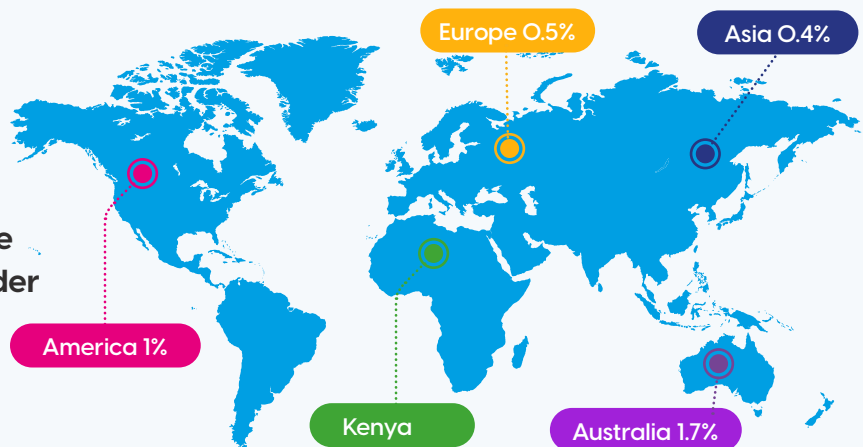 Europe 0.5%
Asia 0.4%
America 1%
Kenya
Australia 1.7%